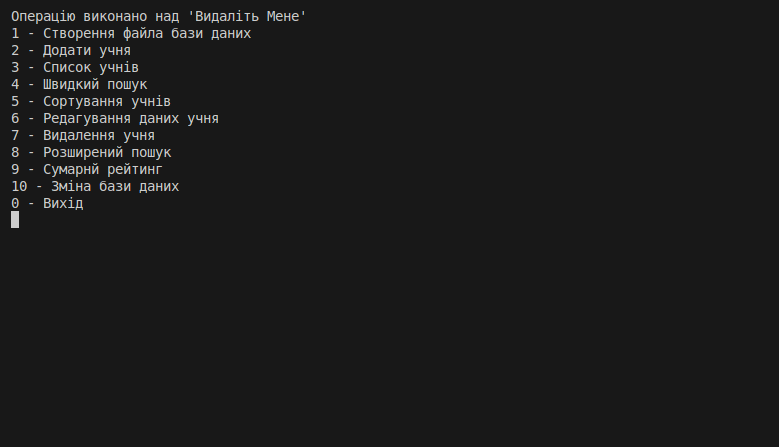 Операцію виконано над 'Видаліть Мене'
1 - Створення файла бази даних
2 - Додати учня
3 - Список учнів
4 - Швидкий пошук
5 - Сортування учнів
6 - Редагування даних учня
7 - Видалення учня
8 - Розширений пошук
9 - Сумарнй рейтинг
10 - Зміна бази даних
0 - Вихід